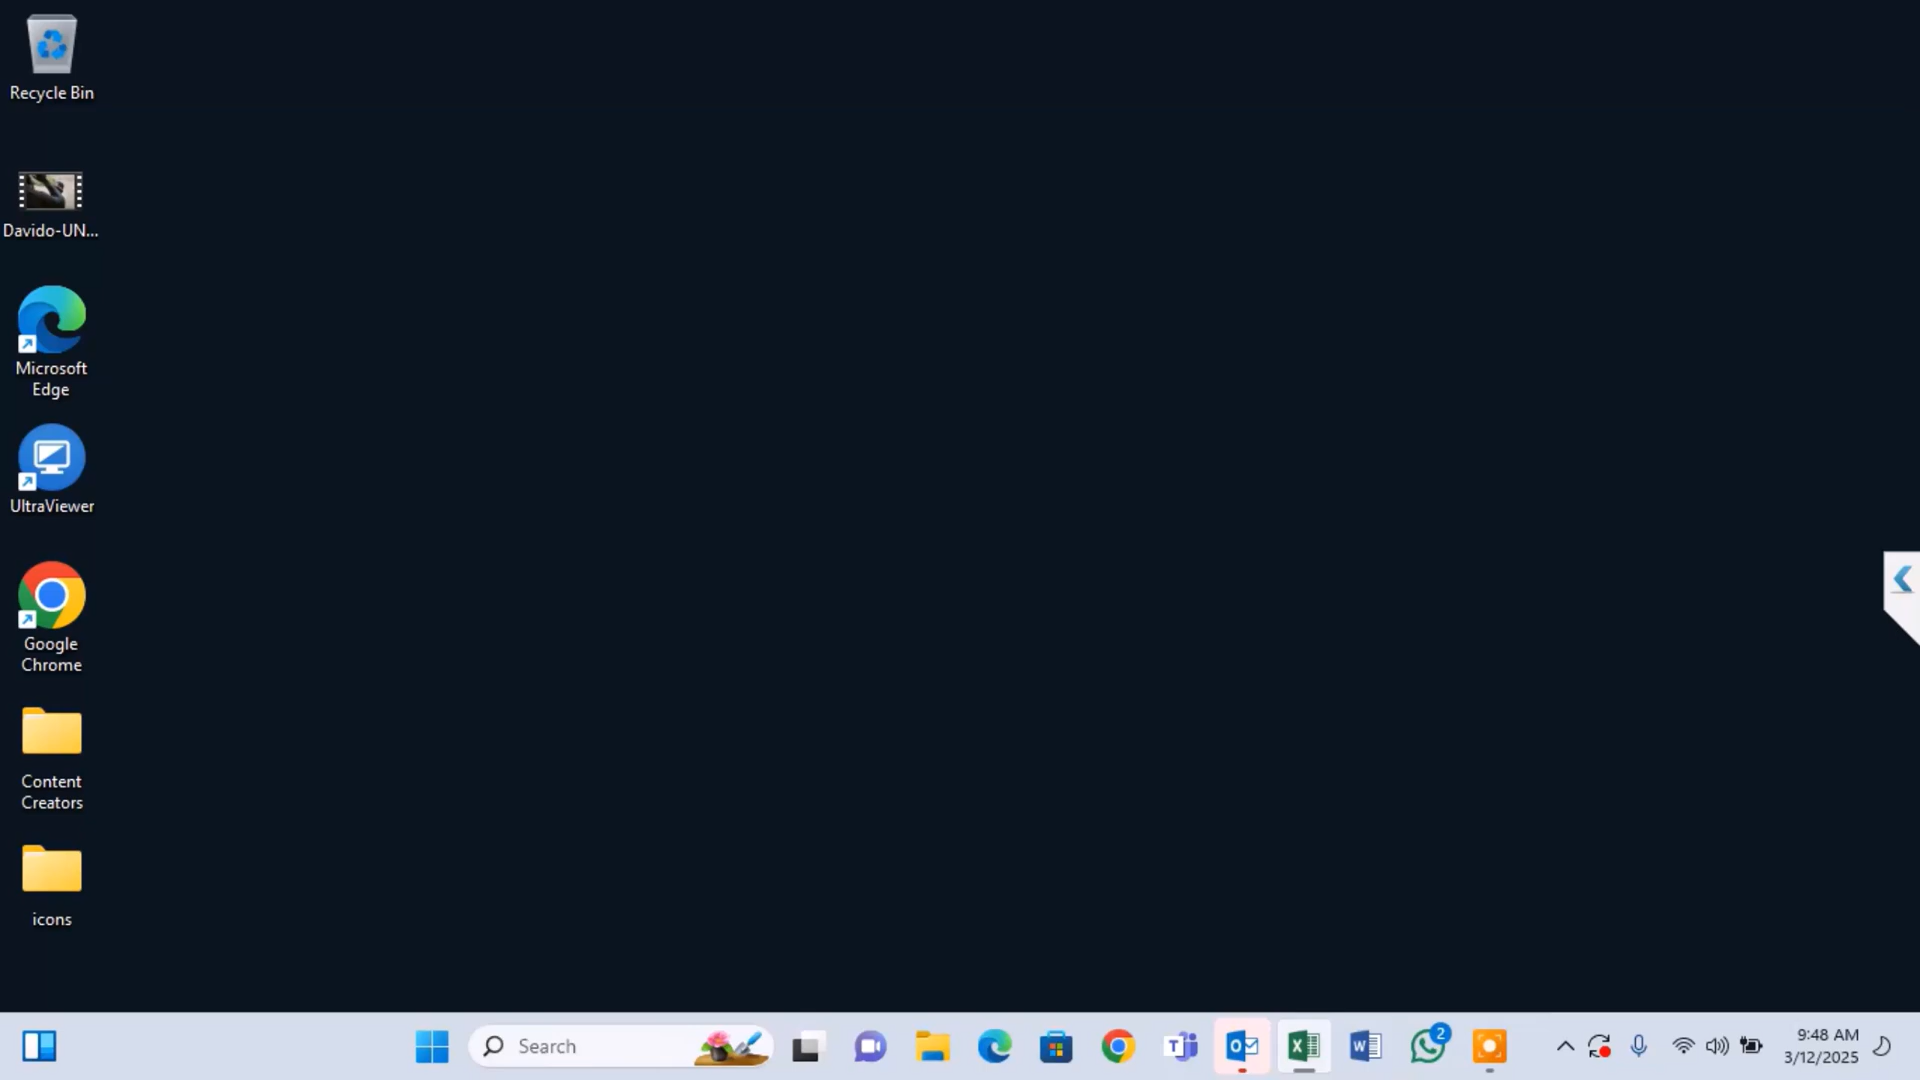 Recycle Bin
Davido-UN...
Microsoft
Edge
UltraViewer
Google
Chrome
Content
Creators
icons
Search
2
9:48 AM
3/12/2025